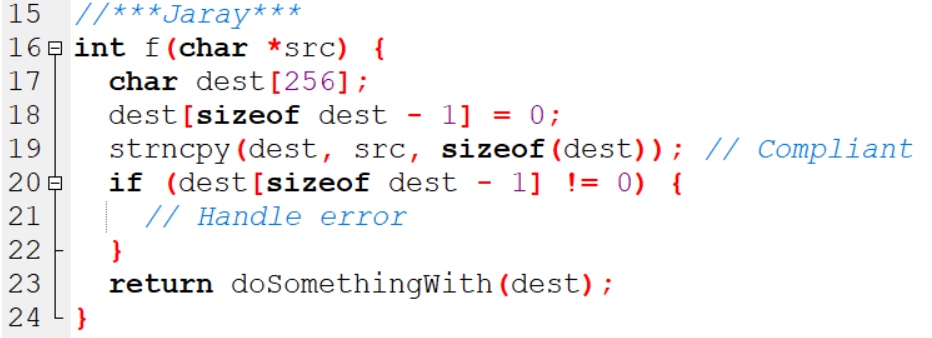 15 //***Jaray***
16 int f(char *src) {
17 char dest[256];
18 dest[sizeof dest - 1] = 0;
19 strncpy(dest, src, sizeof(dest)); // Compliant
20 if (dest[sizeof dest - 1] != 0) {
21 // Handle error
22 }
23 return doSomethingWith(dest);
24 }